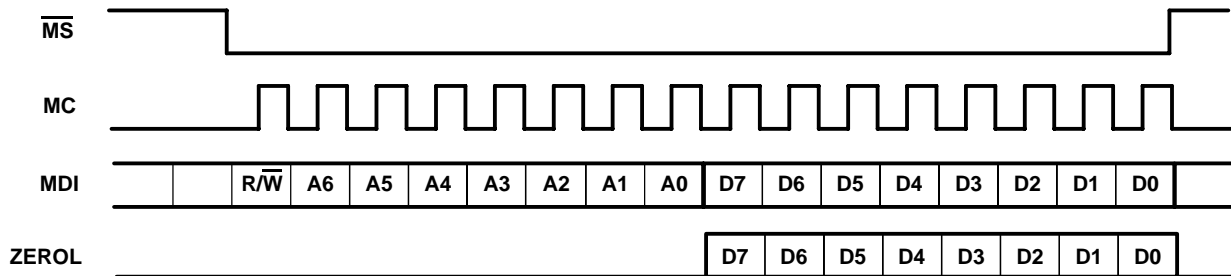 M̅S̅
MC
MDI R/W̅ A6 A5 A4 A3 A2 A1 A0 D7 D6 D5 D4 D3 D2 D1 D0
ZEROL D7 D6 D5 D4 D3 D2 D1 D0